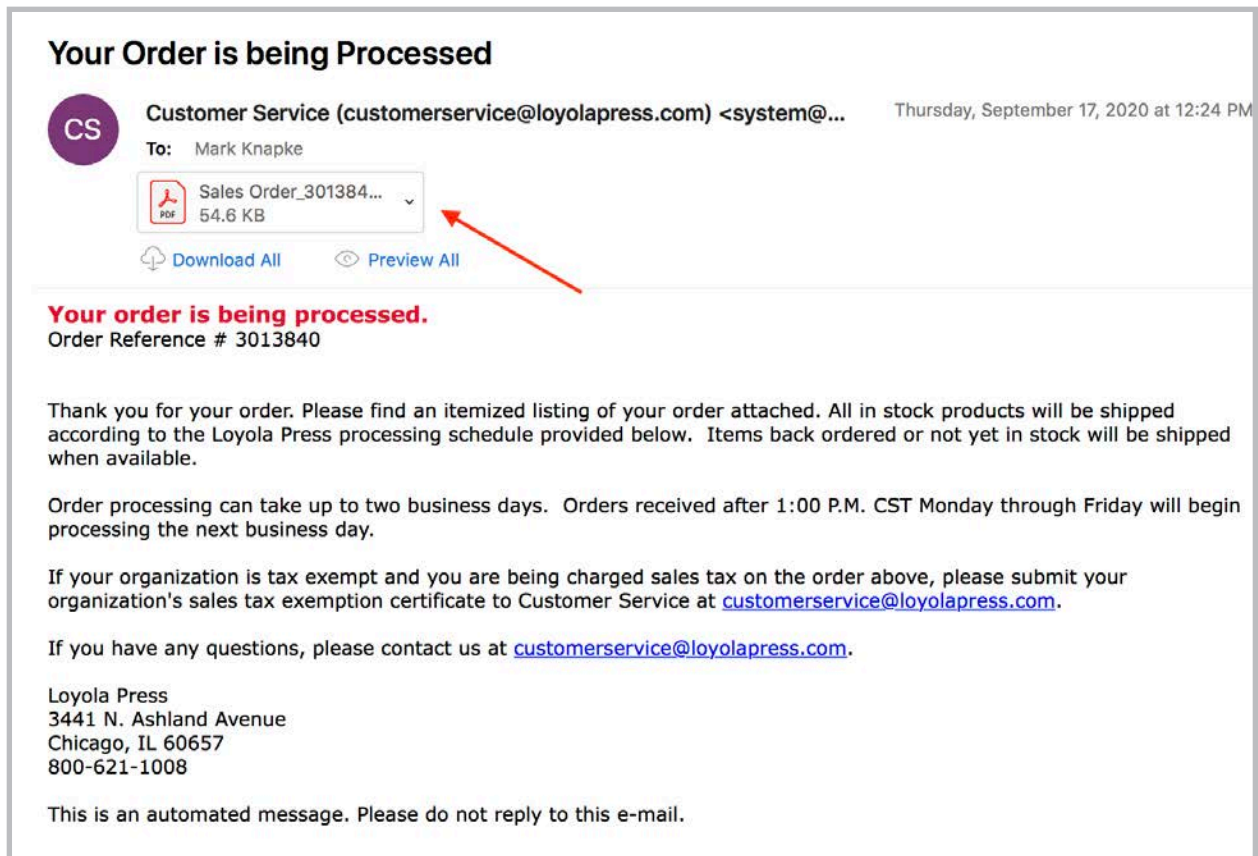 Your Order is being Processed
CS
Customer Service (customerservice@loyolapress.com) <system@...
Thursday, September 17, 2020 at 12:24 PM
To: Mark Knapke
PDF
Sales Order_301384...
54.6 KB
Download All Preview All
Your order is being processed.
Order Reference # 3013840
Thank you for your order. Please find an itemized listing of your order attached. All in stock products will be shipped
according to the Loyola Press processing schedule provided below.  Items back ordered or not yet in stock will be shipped
when available.
Order processing can take up to two business days.  Orders received after 1:00 P.M. CST Monday through Friday will begin
processing the next business day.
If your organization is tax exempt and you are being charged sales tax on the order above, please submit your
organization's sales tax exemption certificate to Customer Service at customerservice@loyolapress.com.
If you have any questions, please contact us at customerservice@loyolapress.com.
Loyola Press
3441 N. Ashland Avenue
Chicago, IL 60657
800-621-1008
This is an automated message. Please do not reply to this e-mail.